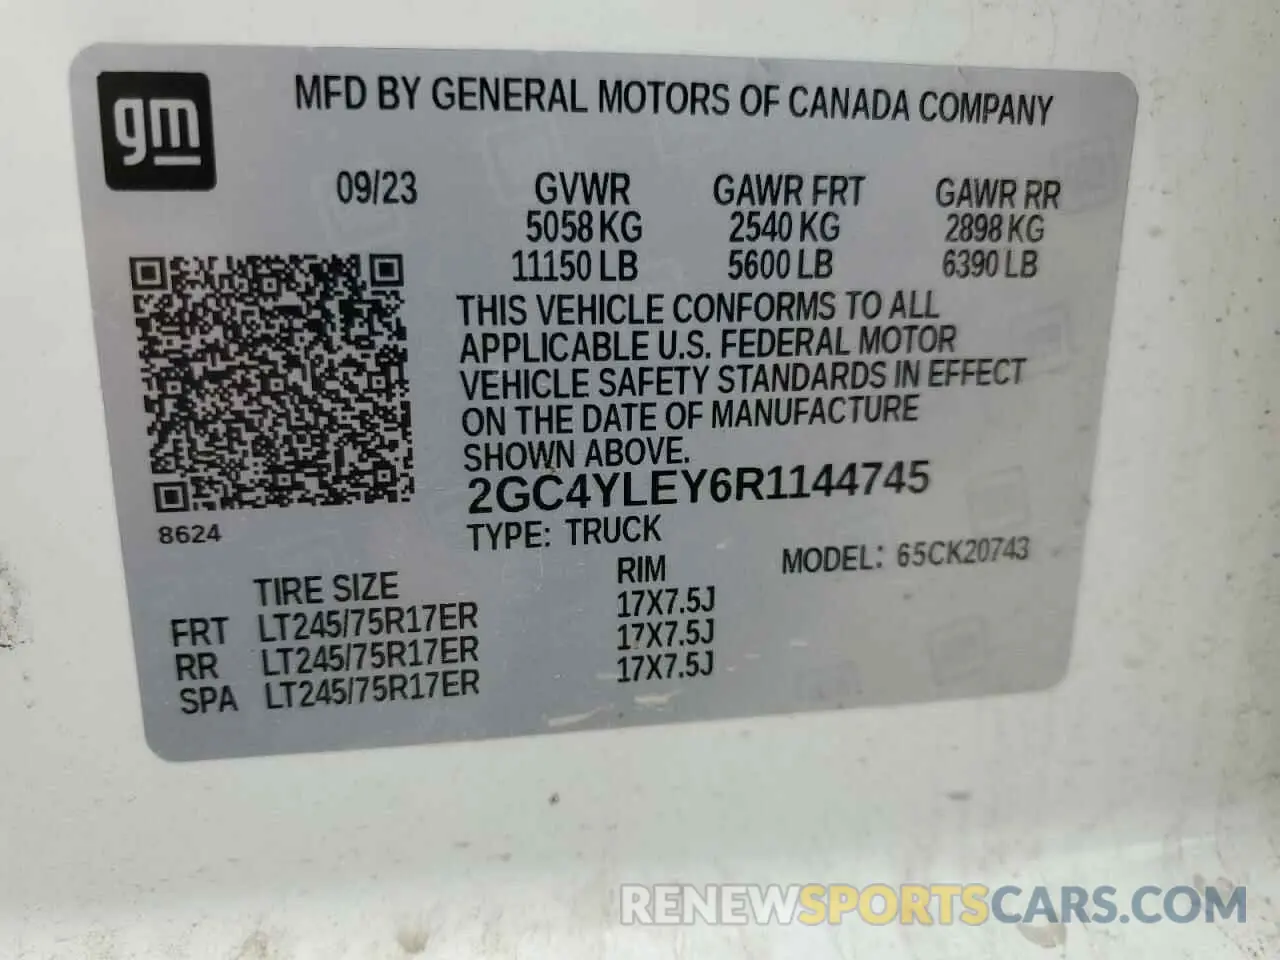 gm
MFD BY GENERAL MOTORS OF CANADA COMPANY
09/23 GVWR GAWR FRT GAWR RR
5058 KG 2540 KG 2898 KG
11150 LB 5600 LB 6390 LB
THIS VEHICLE CONFORMS TO ALL
APPLICABLE U.S. FEDERAL MOTOR
VEHICLE SAFETY STANDARDS IN EFFECT
ON THE DATE OF MANUFACTURE
SHOWN ABOVE.
2GC4YLEY6R1144745
8624
TYPE: TRUCK
MODEL: 65CK20743
TIRE SIZE RIM
FRT LT245/75R17ER 17X7.5J
RR LT245/75R17ER 17X7.5J
SPA LT245/75R17ER 17X7.5J
RENEWSPORTSCARS.COM